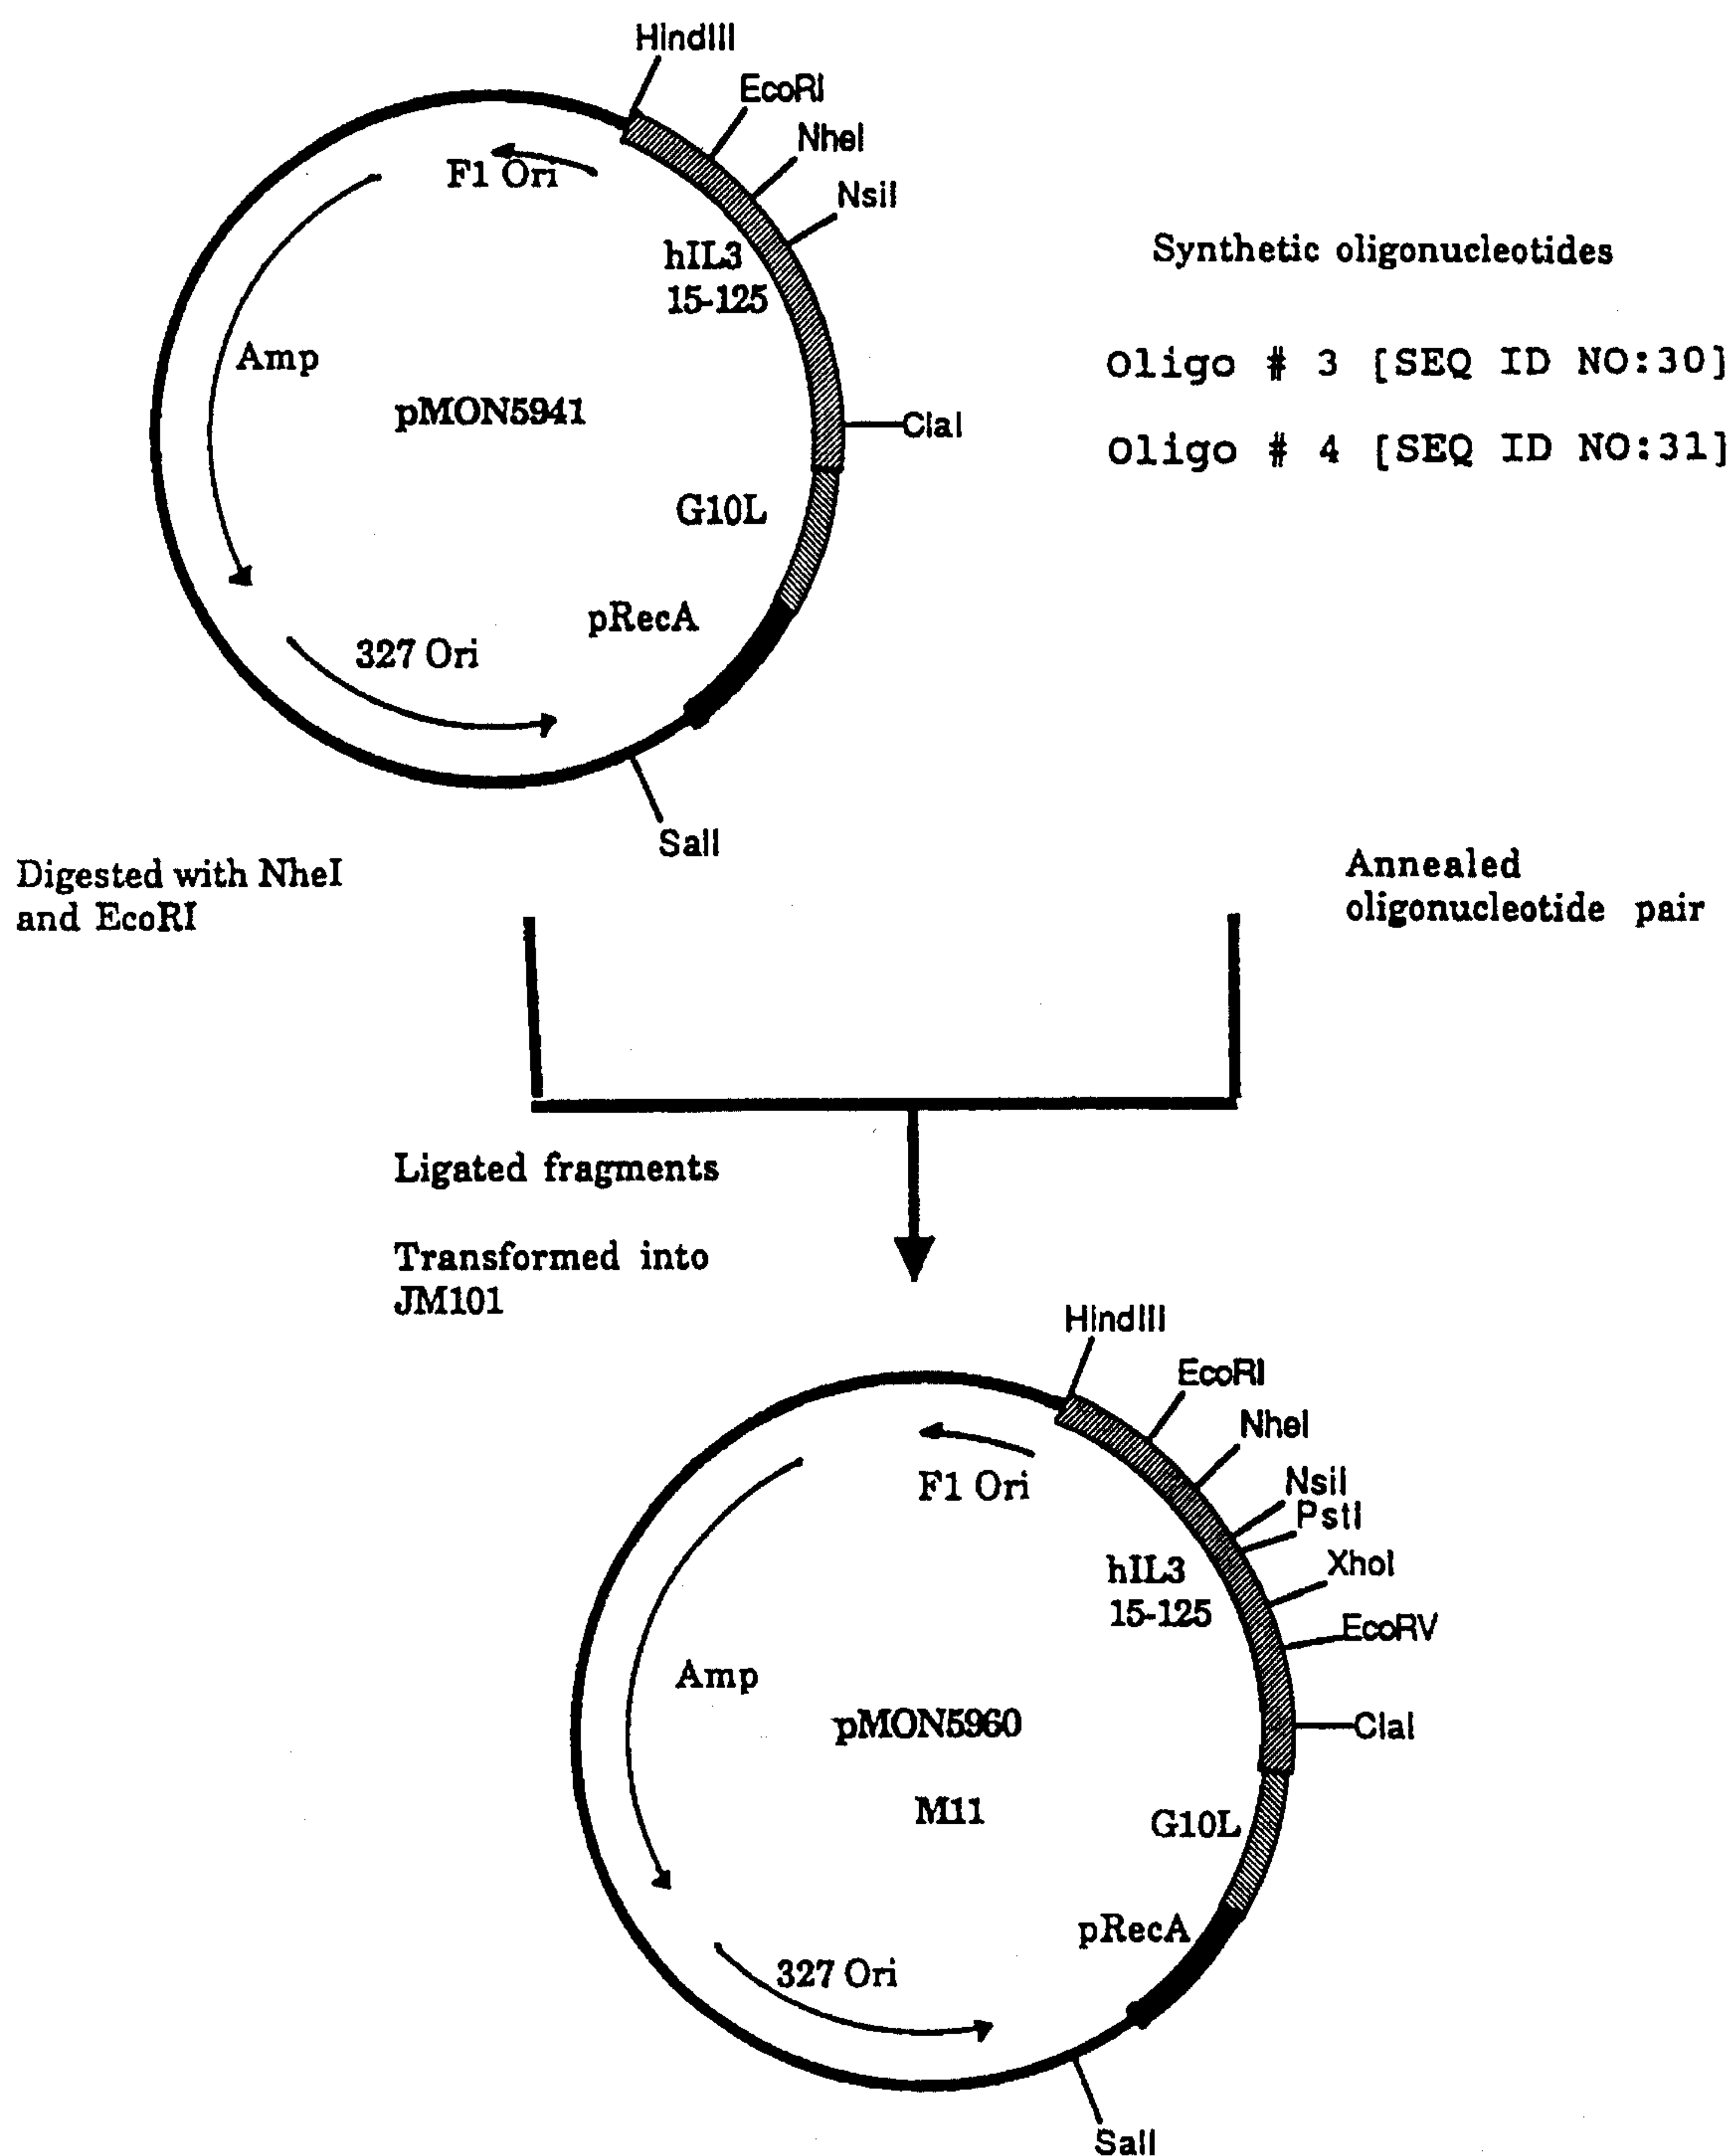 HindIII
EcoRI
NheI
NsiI
F1 Ori
hIL3
15-125
Amp
pMON5941
ClaI
G10L
pRecA
327 Ori
SalI
Synthetic oligonucleotides
Oligo # 3 [SEQ ID NO:30]
Oligo # 4 [SEQ ID NO:31]
Digested with NheI
and EcoRI
Annealed
oligonucleotide pair
Ligated fragments
Transformed into
JM101
HindIII
EcoRI
NheI
NsiI
PstI
XhoI
EcoRV
F1 Ori
hIL3
15-125
Amp
pMON5960
M11
ClaI
G10L
pRecA
327 Ori
SalI